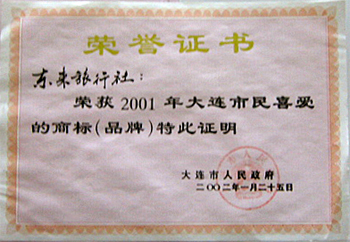 荣誉证书
东来旅行社：
荣获2001年大连市民喜爱
的商标(品牌)特此证明
大连市人民政府
二〇〇二年一月二十五日